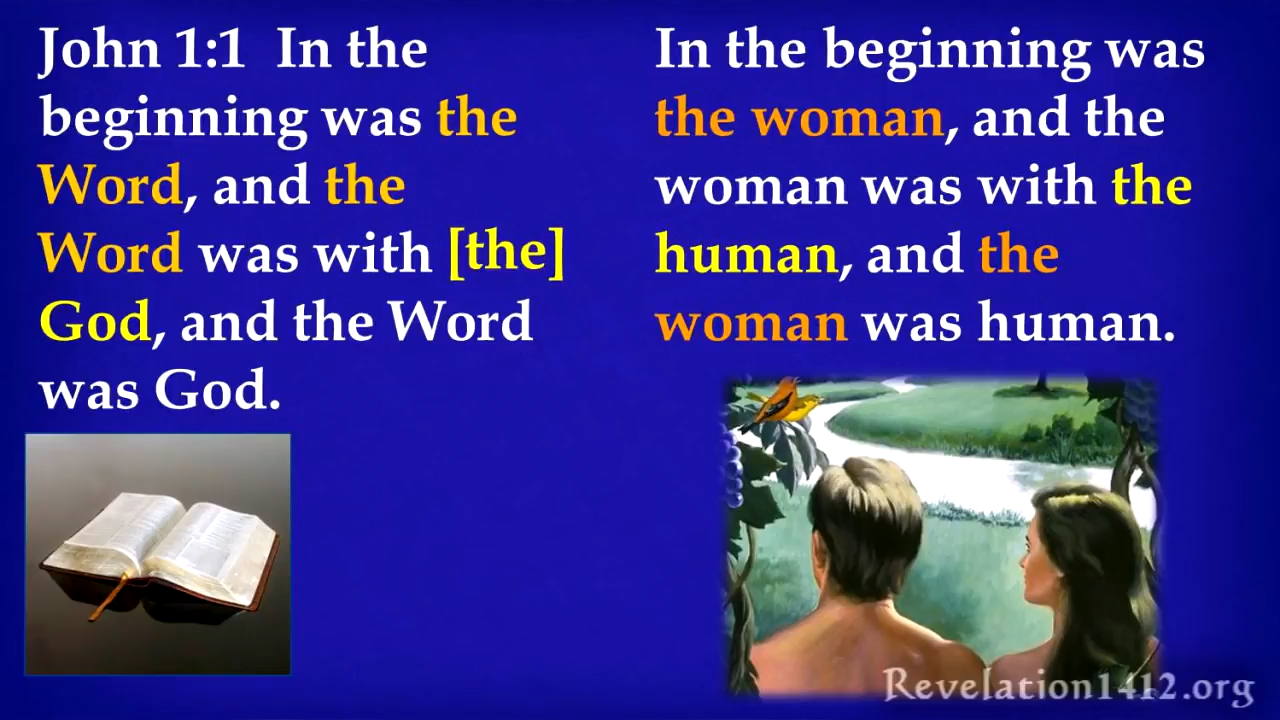 John 1:1 In the
beginning was the
Word, and the
Word was with [the]
God, and the Word
was God.
In the beginning was
the woman, and the
woman was with the
human, and the
woman was human.
Revelation1412.org